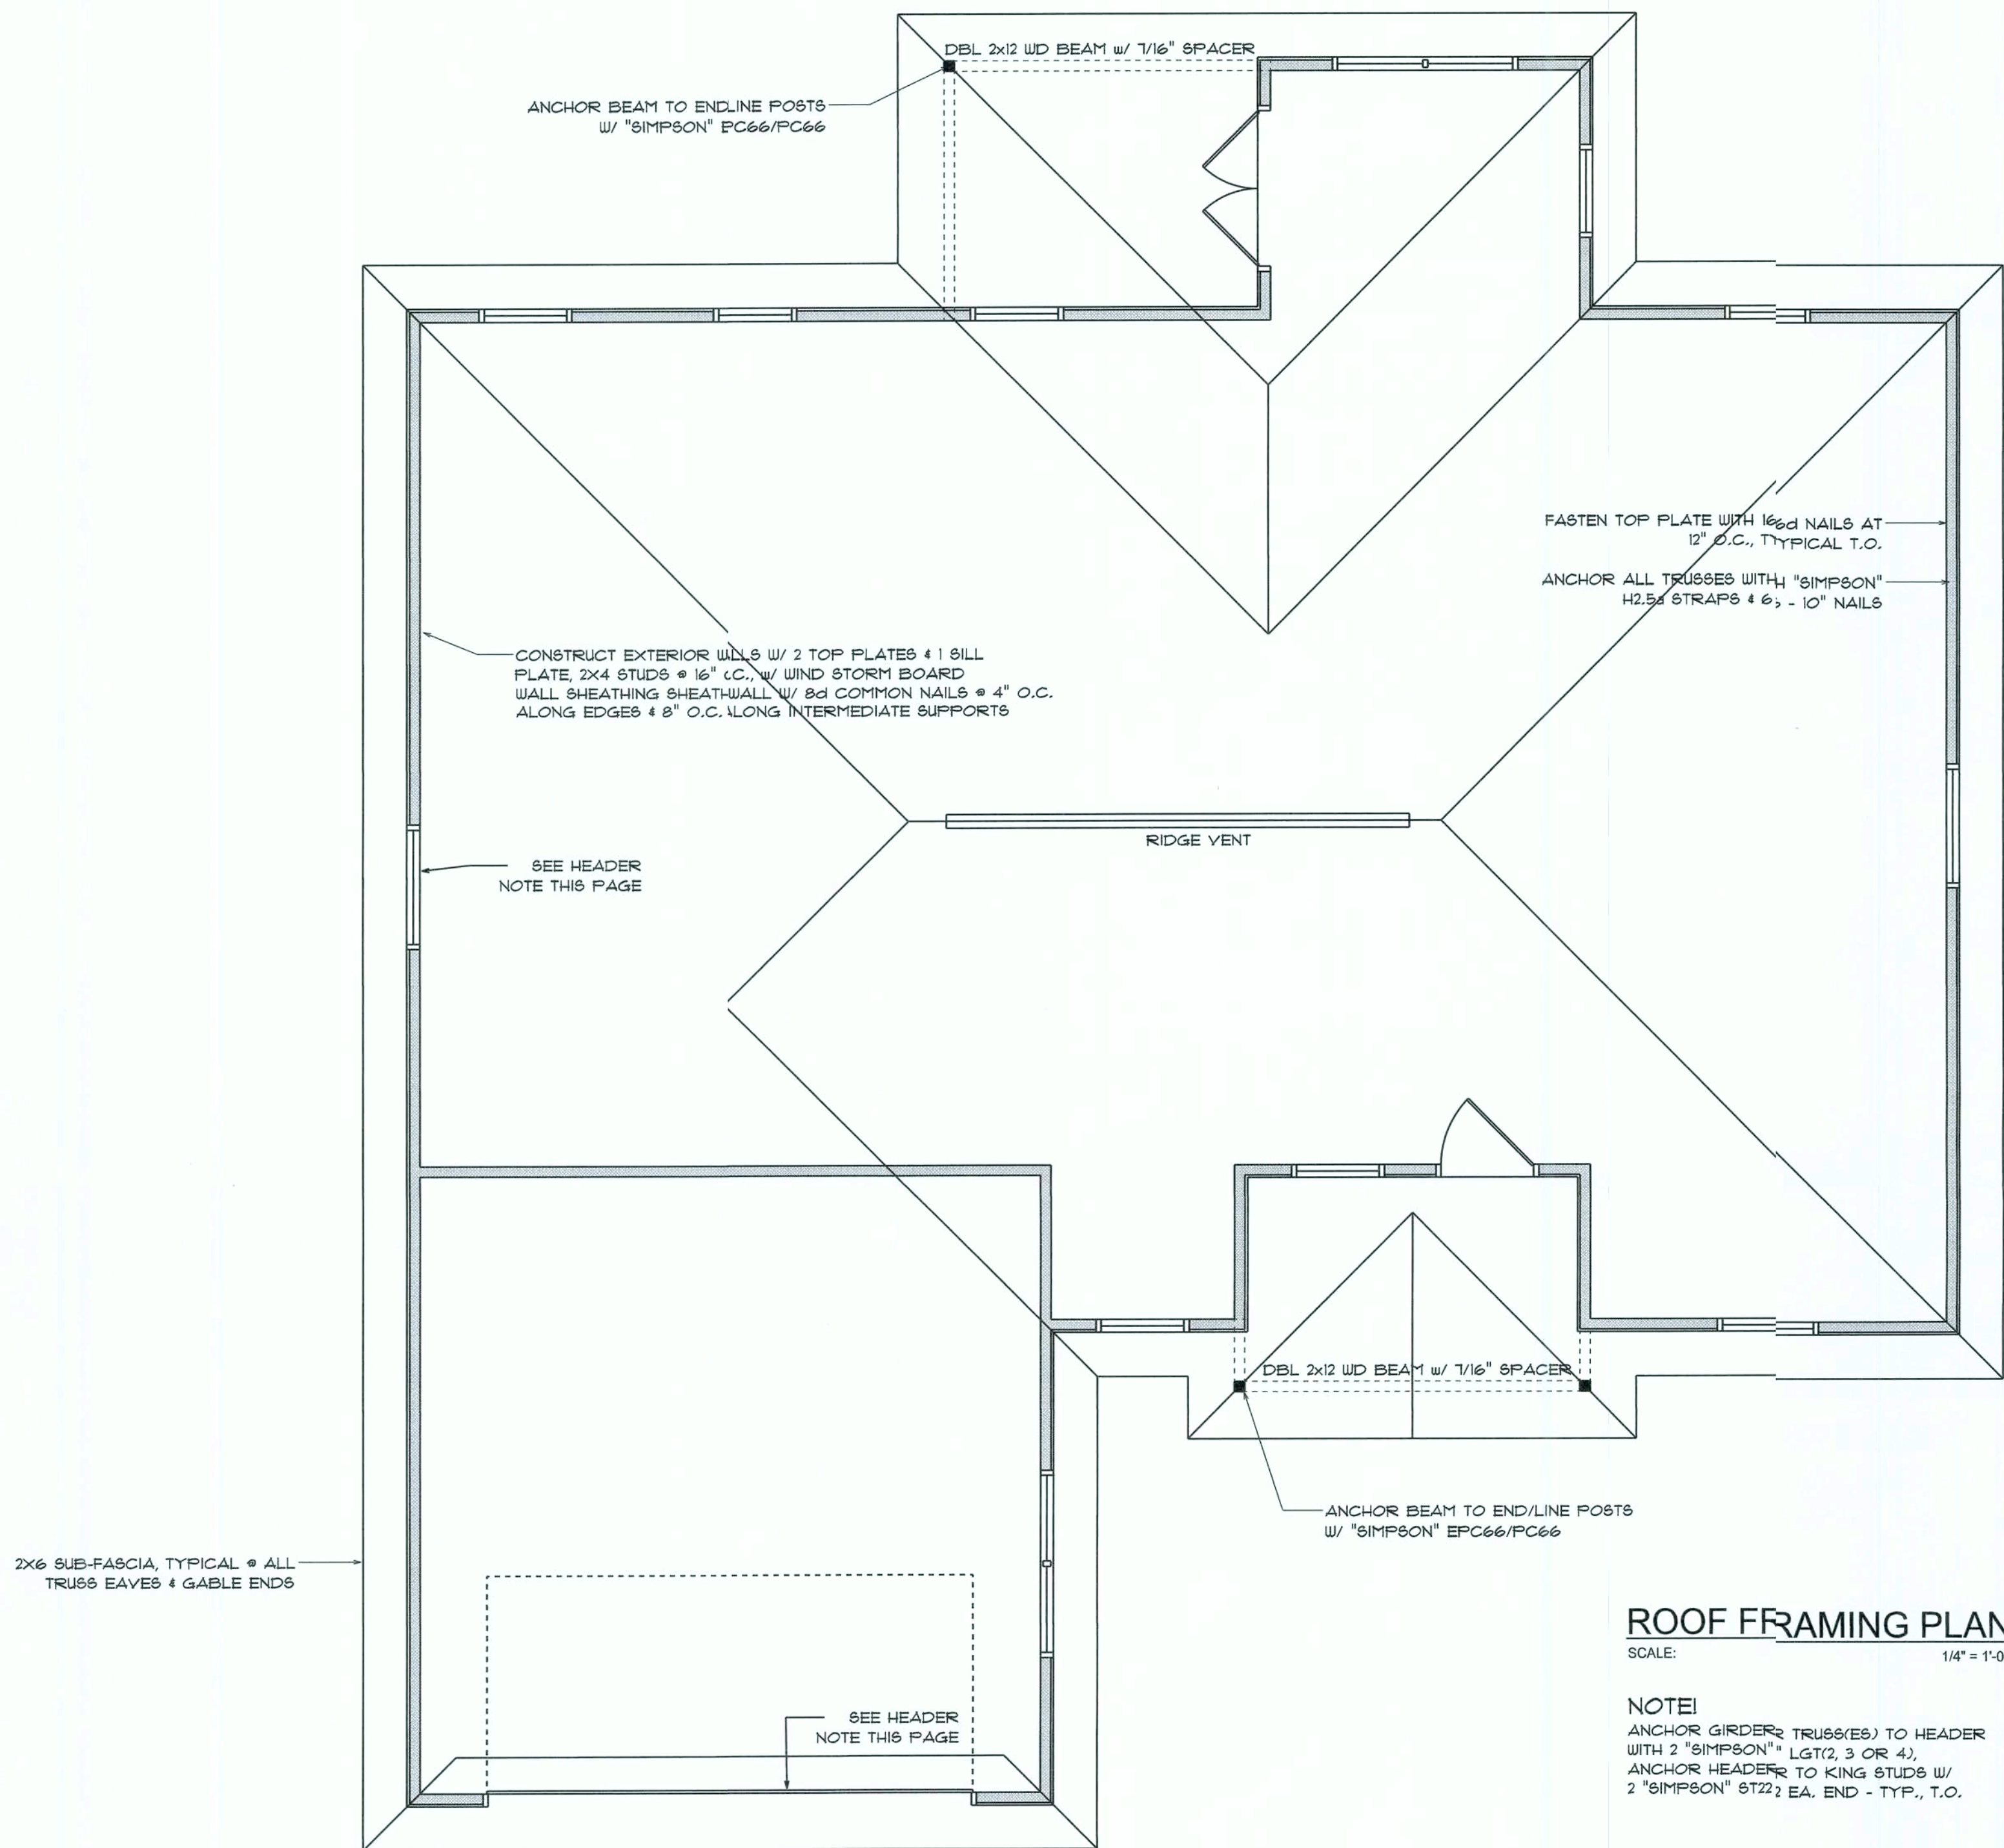 DBL 2x12 WD BEAM w/ 7/16" SPACER
ANCHOR BEAM TO ENDLINE POSTS
W/ "SIMPSON" EPC66/PC66
FASTEN TOP PLATE WITH 16d NAILS AT
12" O.C., TYPICAL T.O.
ANCHOR ALL TRUSSES WITH "SIMPSON"
H2.5a STRAPS & 6 - 10" NAILS
CONSTRUCT EXTERIOR WLLS W/ 2 TOP PLATES & 1 SILL
PLATE, 2X4 STUDS @ 16" C.C., w/ WIND STORM BOARD
WALL SHEATHING SHEATHWALL W/ 8d COMMON NAILS @ 4" O.C.
ALONG EDGES & 8" O.C. ALONG INTERMEDIATE SUPPORTS
RIDGE VENT
SEE HEADER
NOTE THIS PAGE
DBL 2x12 WD BEAM w/ 7/16" SPACER
ANCHOR BEAM TO END/LINE POSTS
W/ "SIMPSON" EPC66/PC66
2X6 SUB-FASCIA, TYPICAL @ ALL
TRUSS EAVES & GABLE ENDS
SEE HEADER
NOTE THIS PAGE
ROOF FRAMING PLAN
SCALE: 1/4" = 1'-0
NOTE!
ANCHOR GIRDER TRUSS(ES) TO HEADER
WITH 2 "SIMPSON" LGT(2, 3 OR 4),
ANCHOR HEADER TO KING STUDS W/
2 "SIMPSON" ST22 EA. END - TYP., T.O.